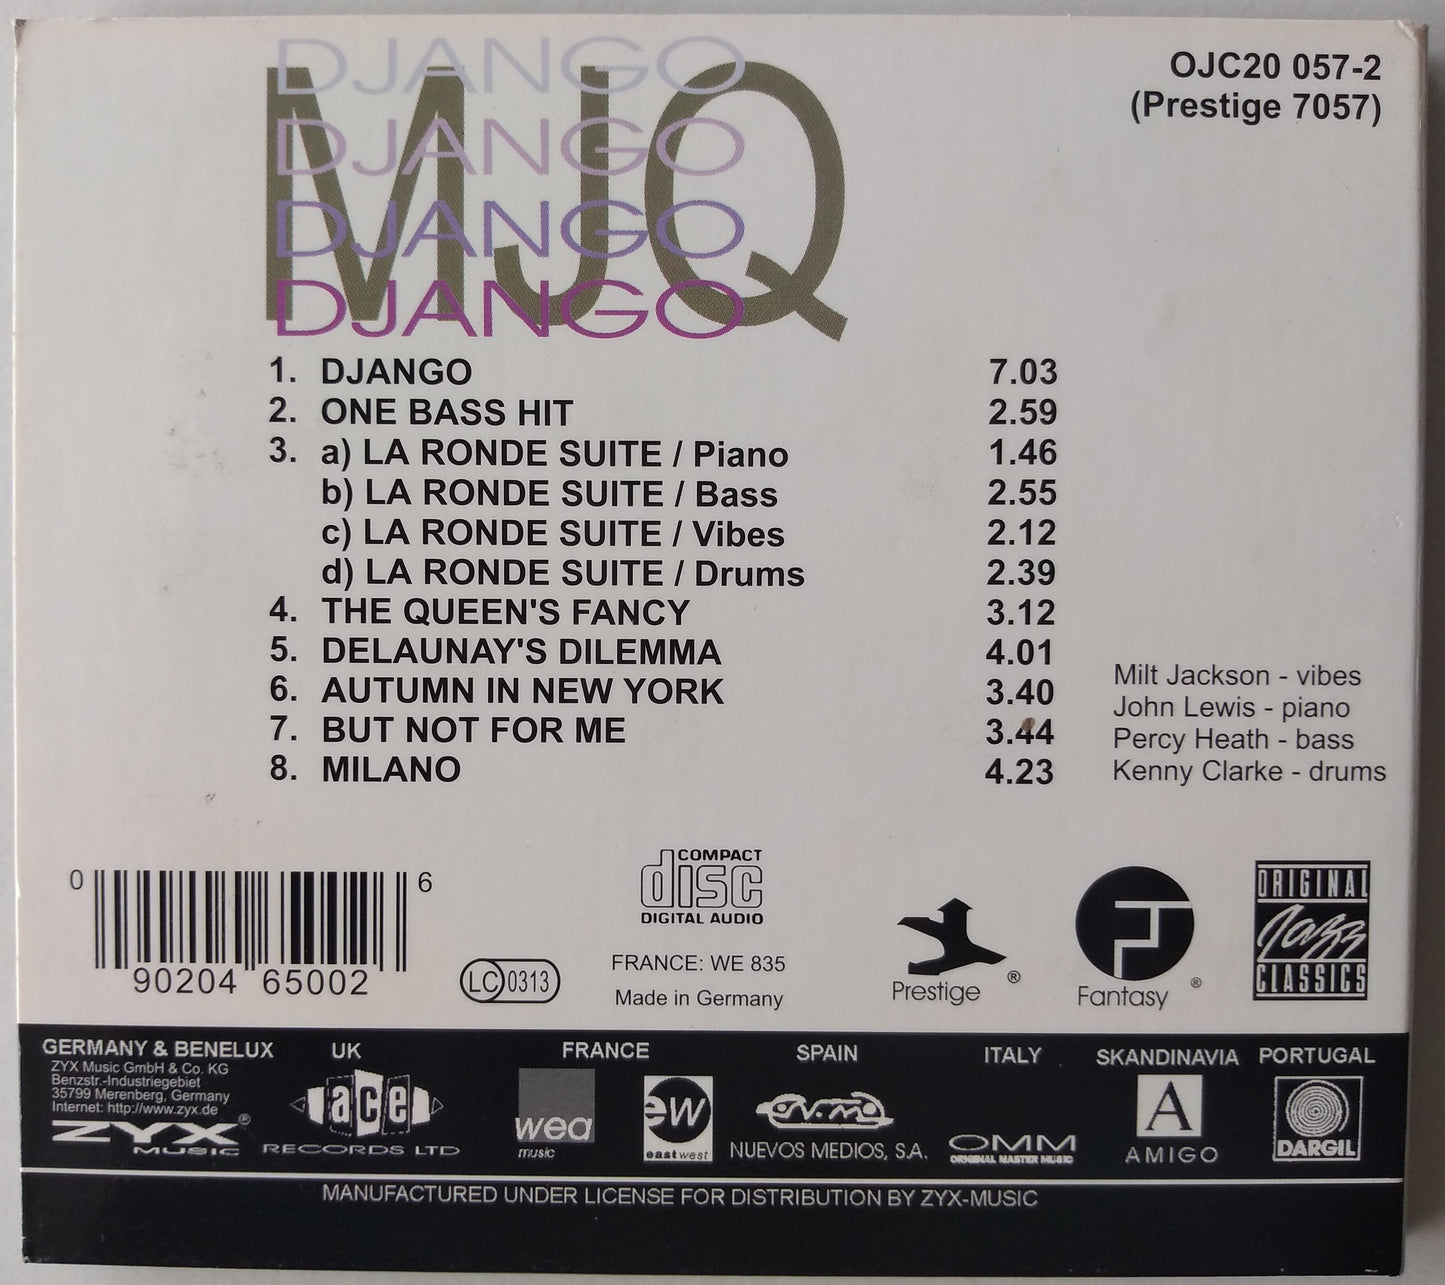 DJANGO
DJANGO
DJANGO
DJANGO
MJQ
OJC20 057-2
(Prestige 7057)
1. DJANGO 7.03
2. ONE BASS HIT 2.59
3. a) LA RONDE SUITE / Piano 1.46
b) LA RONDE SUITE / Bass 2.55
c) LA RONDE SUITE / Vibes 2.12
d) LA RONDE SUITE / Drums 2.39
4. THE QUEEN'S FANCY 3.12
5. DELAUNAY'S DILEMMA 4.01
6. AUTUMN IN NEW YORK 3.40
7. BUT NOT FOR ME 3.44
8. MILANO 4.23
Milt Jackson - vibes
John Lewis - piano
Percy Heath - bass
Kenny Clarke - drums
0 90204 65002 6
LC 0313
COMPACT
disc
DIGITAL AUDIO
FRANCE: WE 835
Made in Germany
Prestige ®
Fantasy ®
ORIGINAL
Jazz
CLASSICS
GERMANY & BENELUX
ZYX Music GmbH & Co. KG
Benzstr.-Industriegebiet
35799 Merenberg, Germany
Internet: http://www.zyx.de
ZYX ®
MUSIC
UK
ace
RECORDS LTD
FRANCE
wea
music
ew
eastwest
SPAIN
NUEVOS MEDIOS, S.A.
ITALY
OMM
ORIGINAL MASTER MUSIC
SKANDINAVIA
A
AMIGO
PORTUGAL
DARGIL
MANUFACTURED UNDER LICENSE FOR DISTRIBUTION BY ZYX-MUSIC